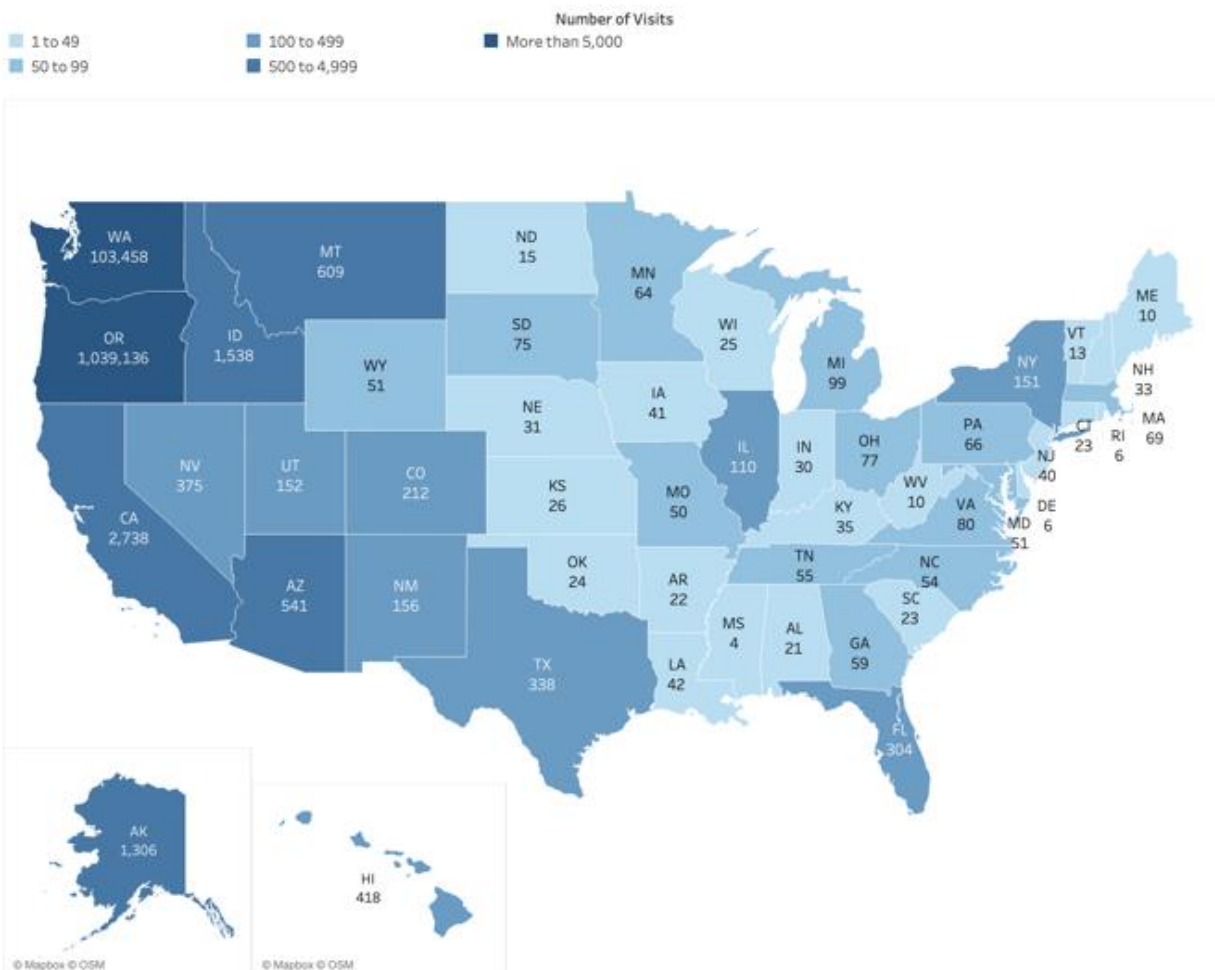 Number of Visits
1 to 49
100 to 499
More than 5,000
50 to 99
500 to 4,999
WA
103,458
MT
609
ND
15
MN
64
OR
1,039,136
ID
1,538
WY
51
SD
75
WI
25
MI
99
NY
151
VT
13
ME
10
NH
33
MA
69
CT
23
RI
6
NE
31
IA
41
NV
375
UT
152
CO
212
KS
26
MO
50
IL
110
IN
30
OH
77
PA
66
NJ
40
WV
10
VA
80
DE
6
MD
51
KY
35
CA
2,738
AZ
541
NM
156
OK
24
AR
22
TN
55
NC
54
SC
23
MS
4
AL
21
GA
59
TX
338
LA
42
FL
304
AK
1,306
HI
418
© Mapbox © OSM
© Mapbox © OSM